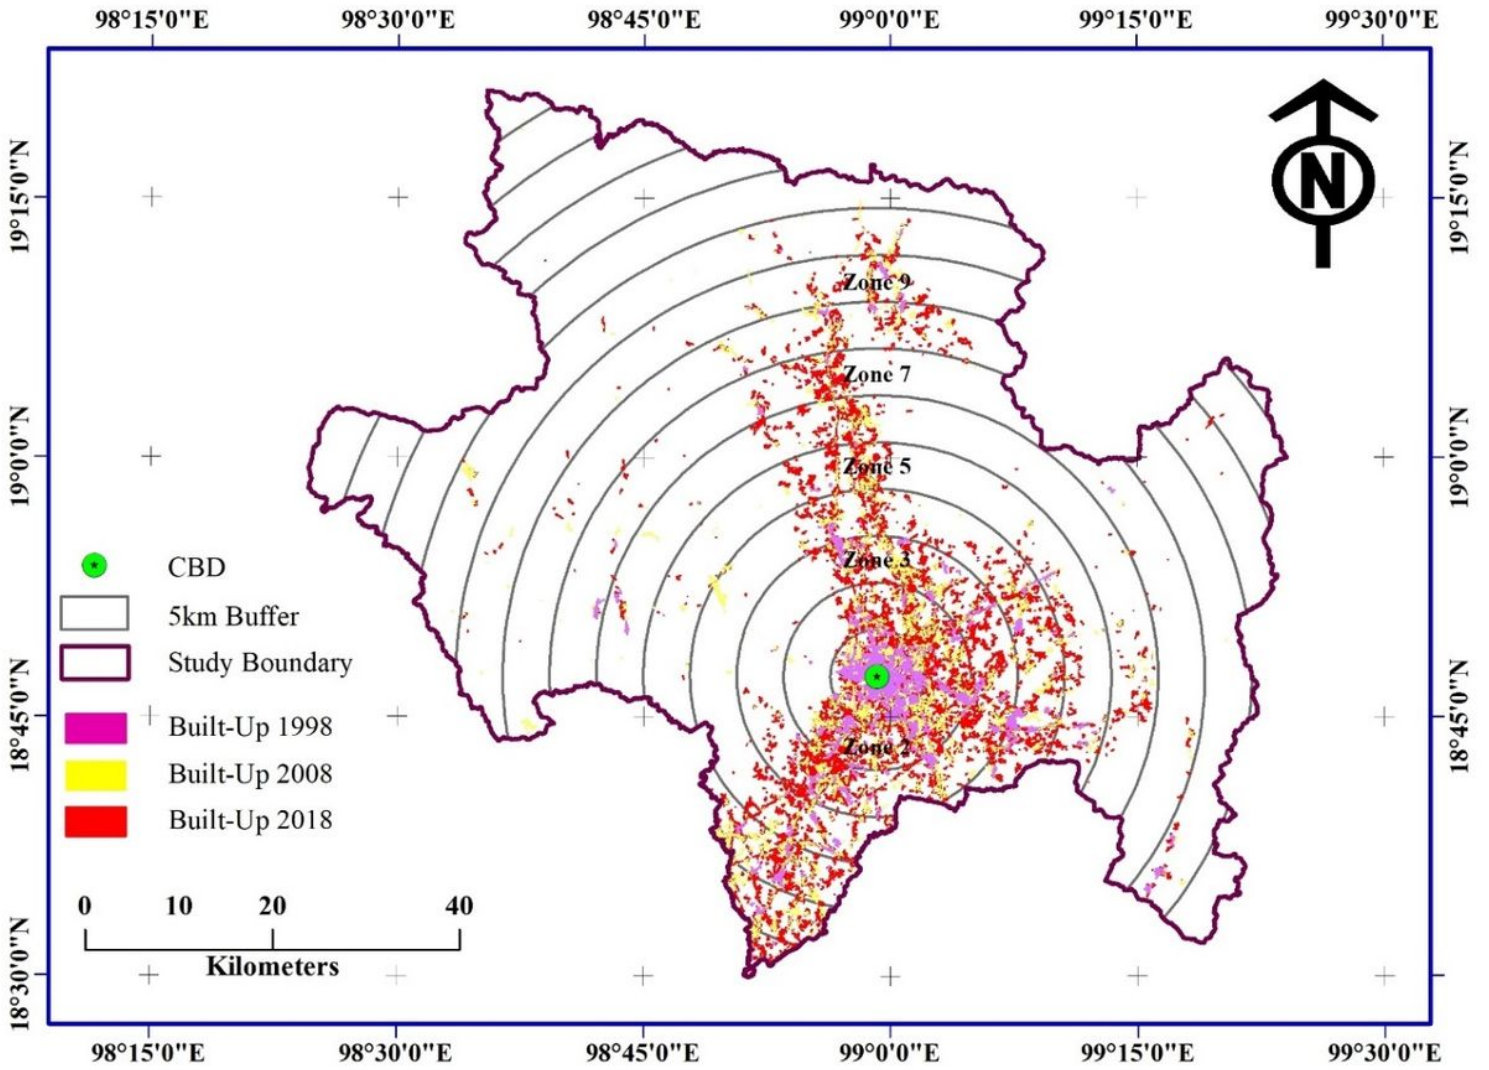 98°15'0"E 98°30'0"E 98°45'0"E 99°0'0"E 99°15'0"E 99°30'0"E
N
19°15'0"N 19°15'0"N
Zone 9
Zone 7
19°0'0"N 19°0'0"N
Zone 5
Zone 3
CBD
5km Buffer
Study Boundary
18°45'0"N 18°45'0"N
Built-Up 1998
Zone 2
Built-Up 2008
Built-Up 2018
0 10 20 40
Kilometers
18°30'0"N
98°15'0"E 98°30'0"E 98°45'0"E 99°0'0"E 99°15'0"E 99°30'0"E